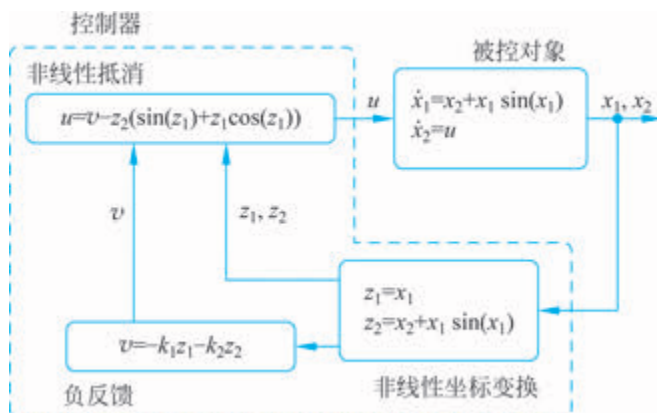 控制器
非线性抵消
u=v-z₂(sin(z₁)+z₁cos(z₁))
u
被控对象
ẋ₁=x₂+x₁ sin(x₁)
ẋ₂=u
x₁, x₂
v
z₁, z₂
z₁=x₁
z₂=x₂+x₁ sin(x₁)
v=-k₁z₁-k₂z₂
负反馈
非线性坐标变换